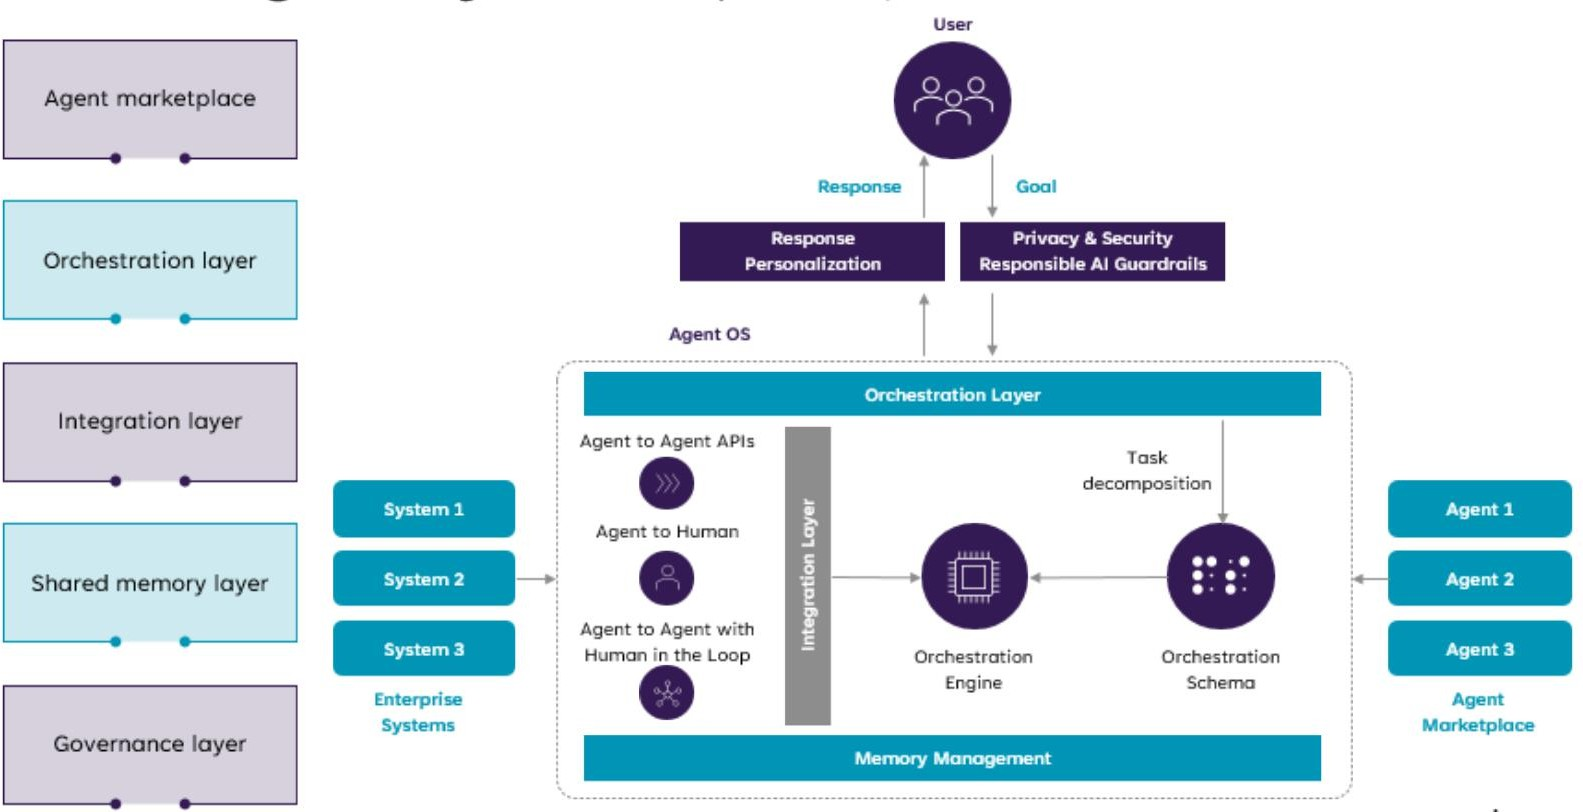 User
Agent marketplace
Response
Goal
Orchestration layer
Response
Personalization
Privacy & Security
Responsible AI Guardrails
Agent OS
Orchestration Layer
Integration layer
Agent to Agent APIs
Task
decomposition
Agent to Human
Integration Layer
System 1
System 2
System 3
Enterprise
Systems
Agent to Agent with
Human in the Loop
Orchestration
Engine
Orchestration
Schema
Agent 1
Agent 2
Agent 3
Agent
Marketplace
Shared memory layer
Governance layer
Memory Management